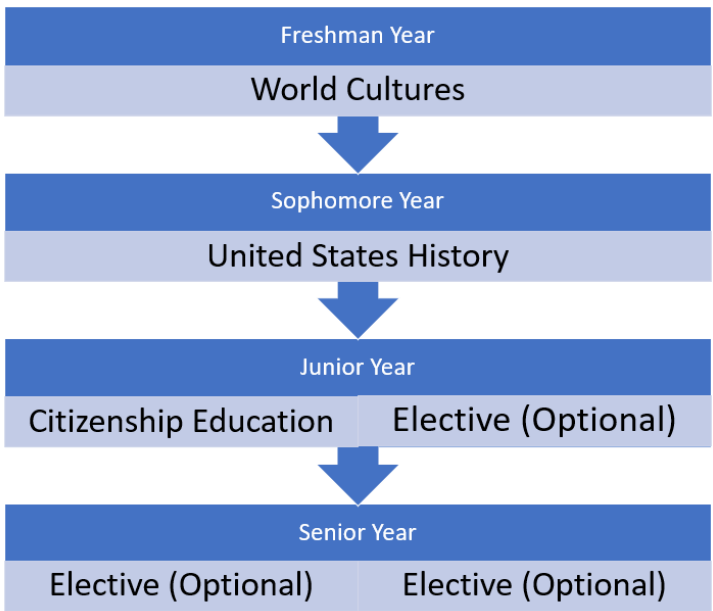 Freshman Year
World Cultures
Sophomore Year
United States History
Junior Year
Citizenship Education
Elective (Optional)
Senior Year
Elective (Optional)
Elective (Optional)